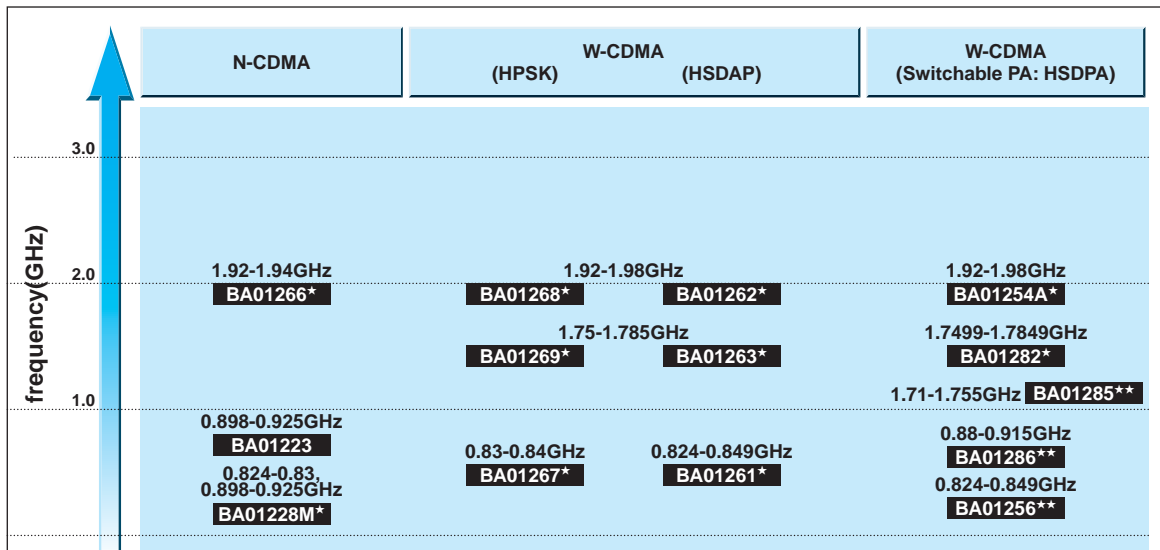 N-CDMA
W-CDMA
(HPSK) (HSDAP)
W-CDMA
(Switchable PA: HSDPA)
frequency(GHz)
3.0
2.0
1.0
1.92-1.94GHz
BA01266★
0.898-0.925GHz
BA01223
0.824-0.83,
0.898-0.925GHz
BA01228M★
1.92-1.98GHz
BA01268★ BA01262★
1.75-1.785GHz
BA01269★ BA01263★
0.83-0.84GHz 0.824-0.849GHz
BA01267★ BA01261★
1.92-1.98GHz
BA01254A★
1.7499-1.7849GHz
BA01282★
1.71-1.755GHz BA01285★★
0.88-0.915GHz
BA01286★★
0.824-0.849GHz
BA01256★★